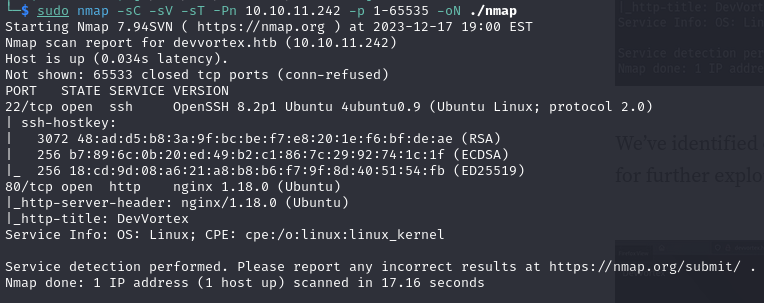 └─$ sudo nmap -sC -sV -sT -Pn 10.10.11.242 -p 1-65535 -oN ./nmap
Starting Nmap 7.94SVN ( https://nmap.org ) at 2023-12-17 19:00 EST
Nmap scan report for devvortex.htb (10.10.11.242)
Host is up (0.034s latency).
Not shown: 65533 closed tcp ports (conn-refused)
PORT   STATE SERVICE VERSION
22/tcp open  ssh     OpenSSH 8.2p1 Ubuntu 4ubuntu0.9 (Ubuntu Linux; protocol 2.0)
| ssh-hostkey:
|   3072 48:ad:d5:b8:3a:9f:bc:be:f7:e8:20:1e:f6:bf:de:ae (RSA)
|   256 b7:89:6c:0b:20:ed:49:b2:c1:86:7c:29:92:74:1c:1f (ECDSA)
|_  256 18:cd:9d:08:a6:21:a8:b8:b6:f7:9f:8d:40:51:54:fb (ED25519)
80/tcp open  http    nginx 1.18.0 (Ubuntu)
|_http-server-header: nginx/1.18.0 (Ubuntu)
|_http-title: DevVortex
Service Info: OS: Linux; CPE: cpe:/o:linux:linux_kernel
Service detection performed. Please report any incorrect results at https://nmap.org/submit/ .
Nmap done: 1 IP address (1 host up) scanned in 17.16 seconds
|_http-title: DevVort
Service Info: OS: Lin
Service detection per
Nmap done: 1 IP addre
We've identified
for further explo